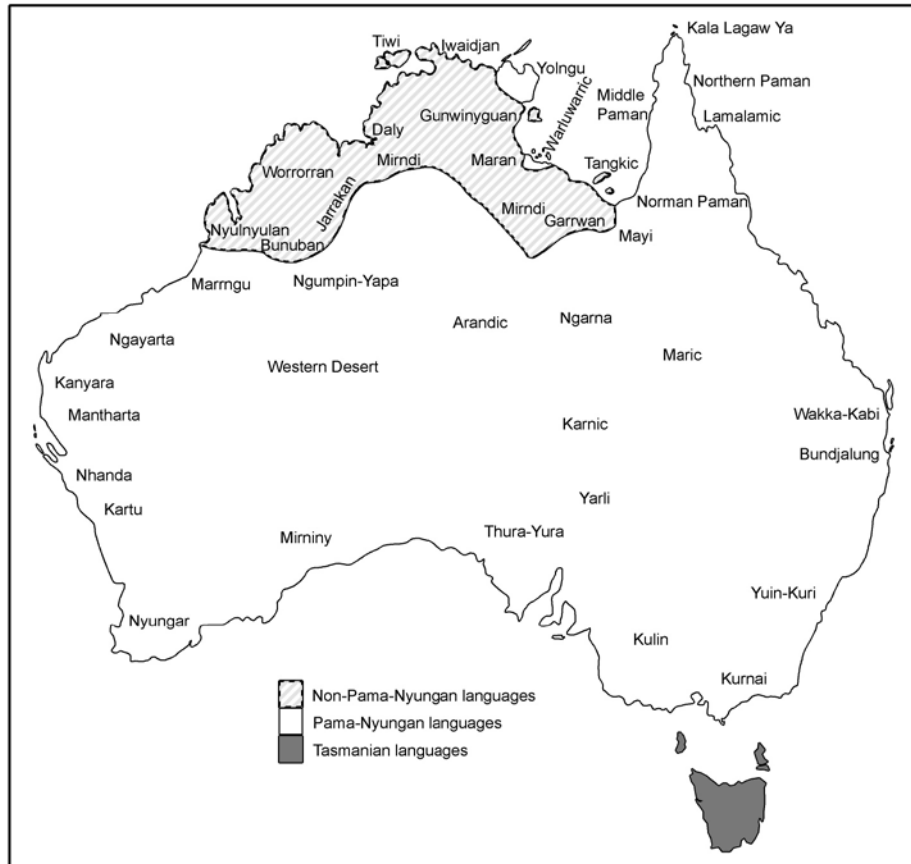 Kala Lagaw Ya
Tiwi
Iwaidjan
Yolngu
Northern Paman
Middle
Paman
Warluwarric
Gunwinyguan
Lamalamic
Daly
Worrorran
Mirndi
Maran
Tangkic
Jarrakan
Mirndi
Norman Paman
Garrwan
Nyulnyulan
Mayi
Bunuban
Marrngu
Ngumpin-Yapa
Arandic
Ngarna
Ngayarta
Maric
Western Desert
Kanyara
Mantharta
Wakka-Kabi
Karnic
Bundjalung
Nhanda
Yarli
Kartu
Thura-Yura
Mirniny
Yuin-Kuri
Nyungar
Kulin
Kurnai
Non-Pama-Nyungan languages
Pama-Nyungan languages
Tasmanian languages